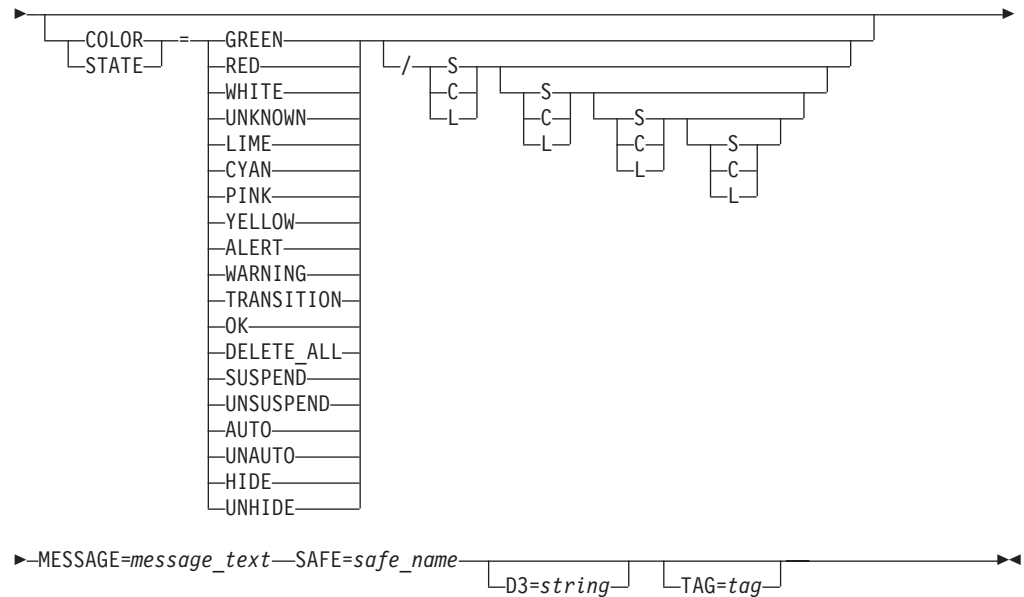 COLOR = GREEN
STATE RED / S
WHITE C S
UNKNOWN L C S
LIME L C S
CYAN L C
PINK L
YELLOW
ALERT
WARNING
TRANSITION
OK
DELETE_ALL
SUSPEND
UNSUSPEND
AUTO
UNAUTO
HIDE
UNHIDE
MESSAGE=message_text SAFE=safe_name
D3=string TAG=tag